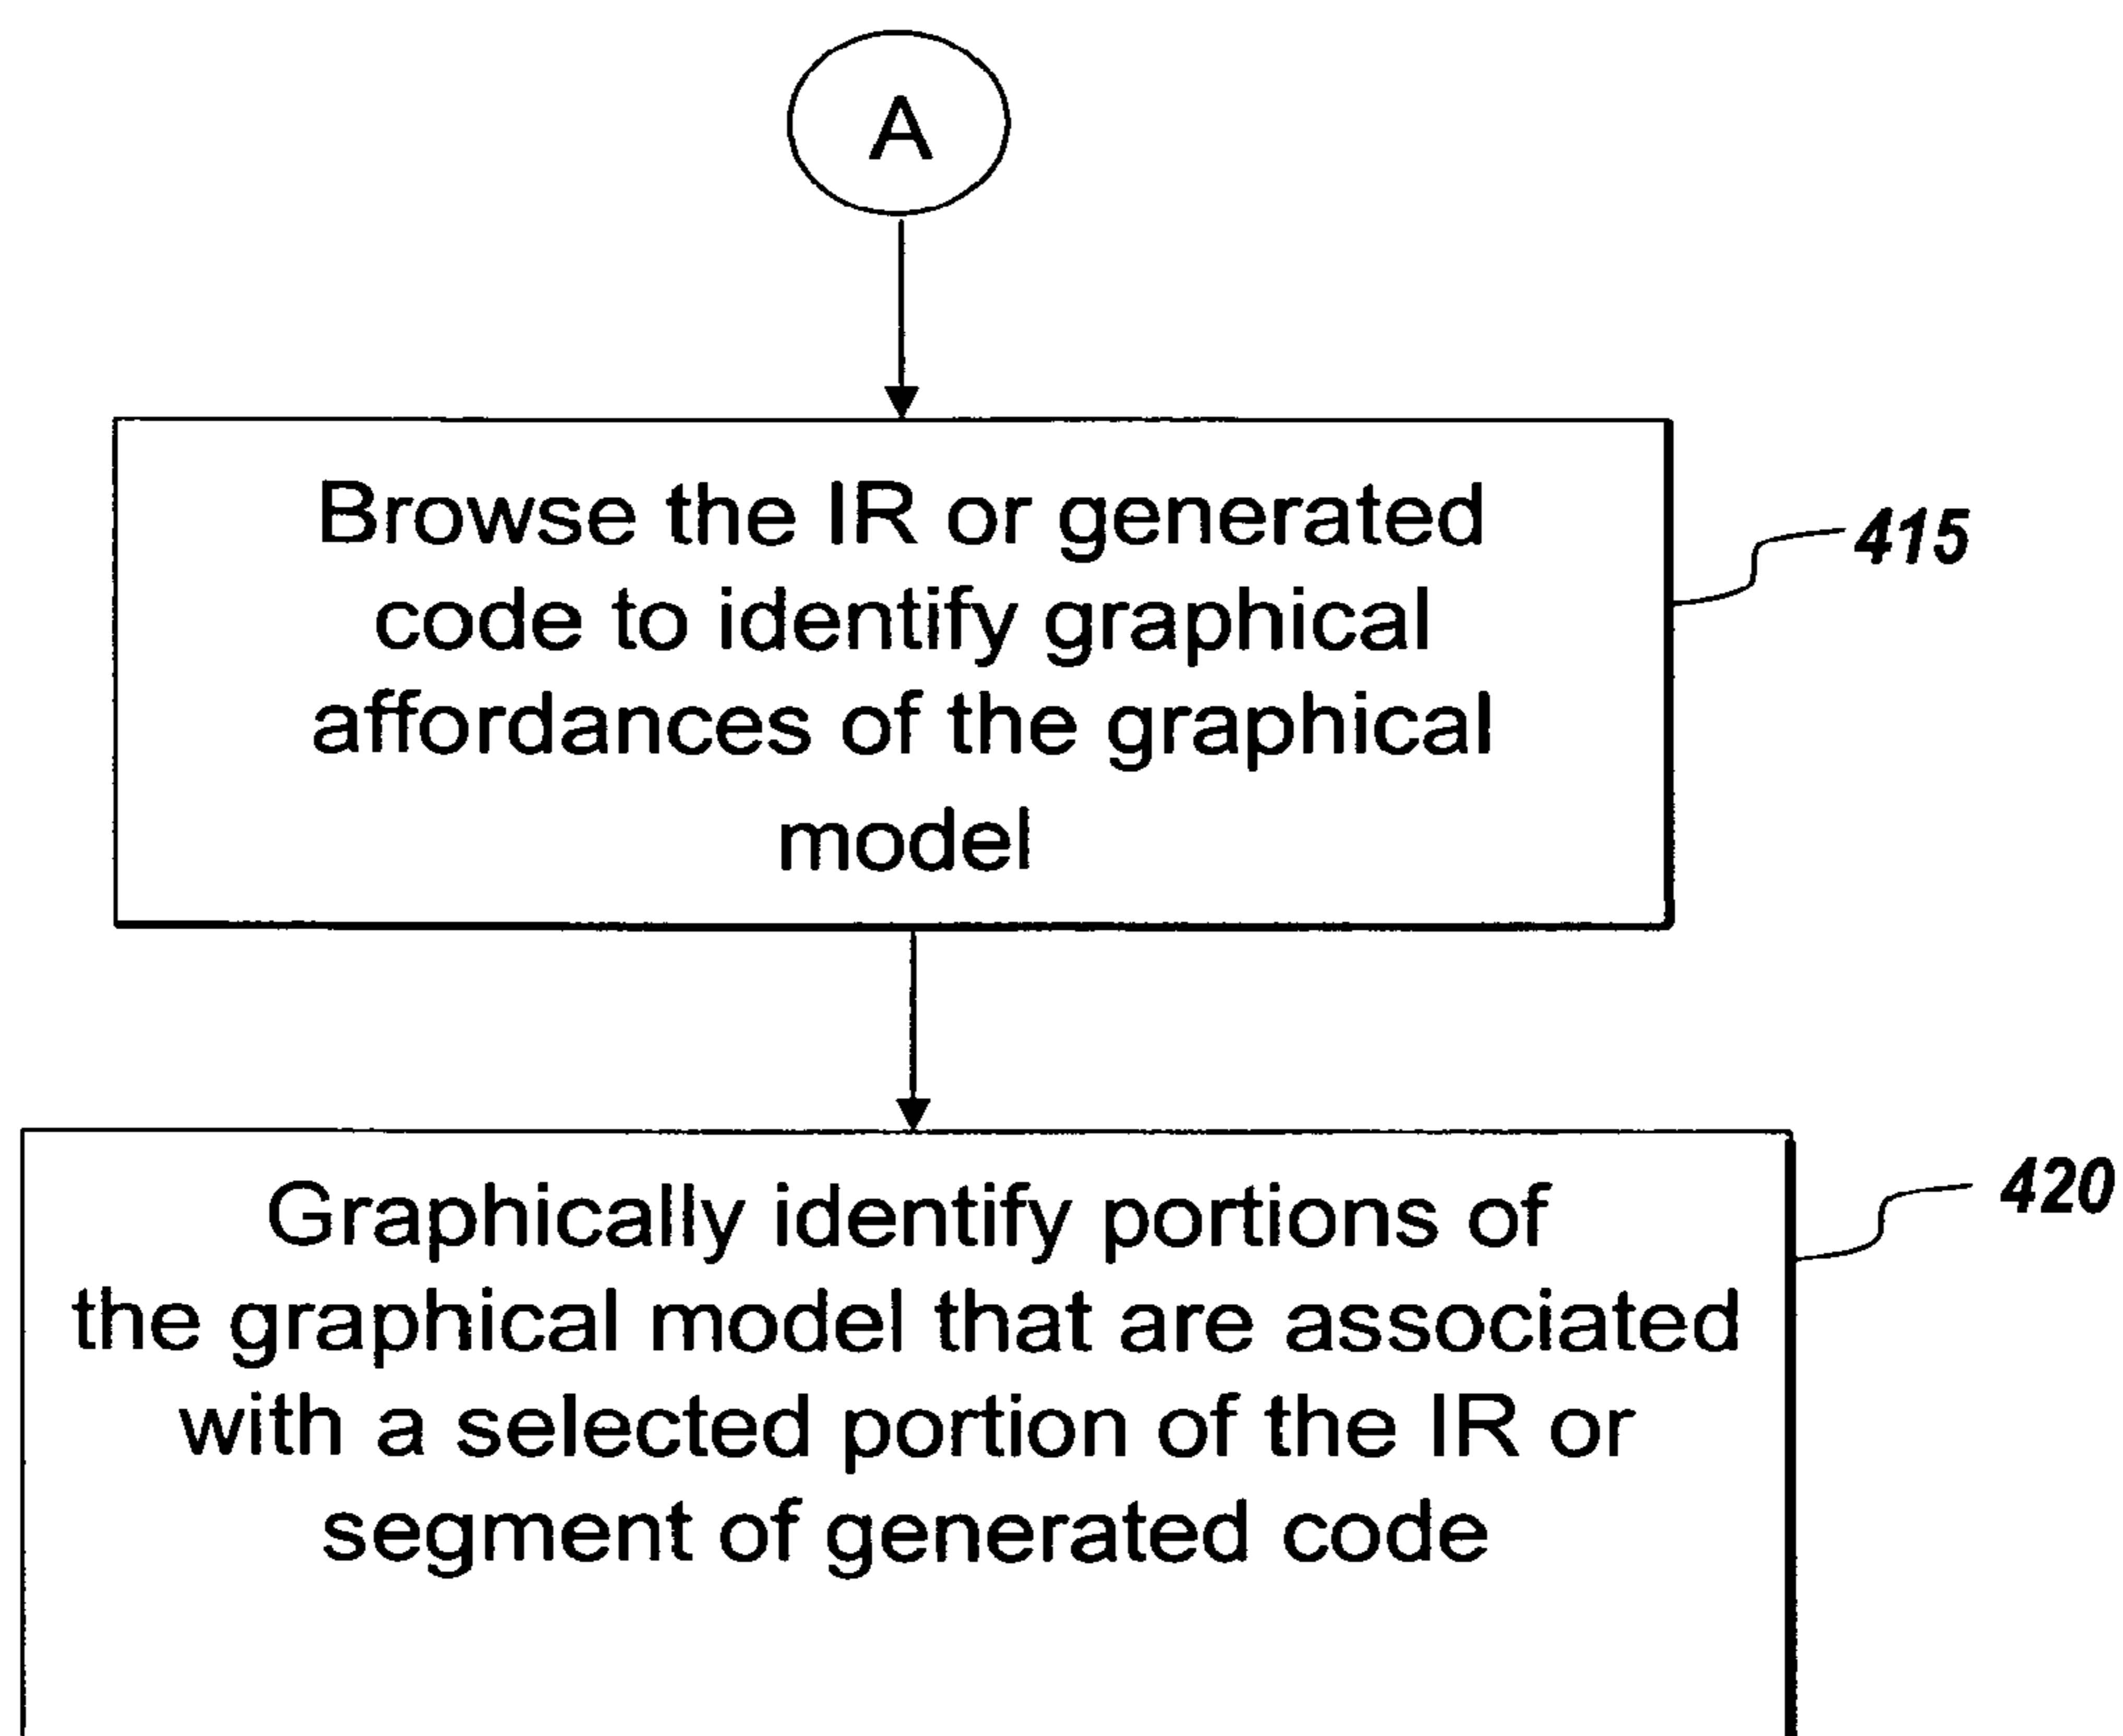 A
Browse the IR or generated
code to identify graphical
affordances of the graphical
model
415
Graphically identify portions of
the graphical model that are associated
with a selected portion of the IR or
segment of generated code
420